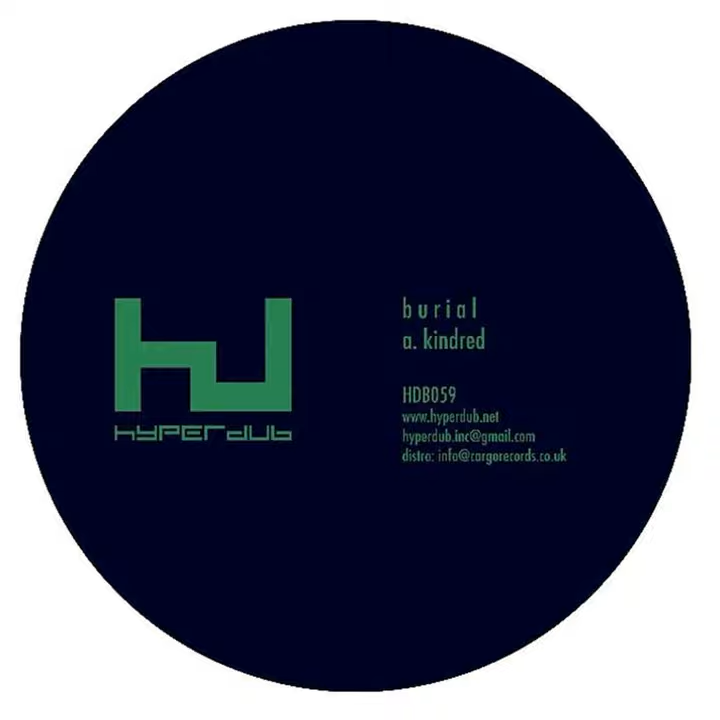 hyperdub
burial
a. kindred
HDB059
www.hyperdub.net
hyperdub.inc@gmail.com
distro: info@cargorecords.co.uk